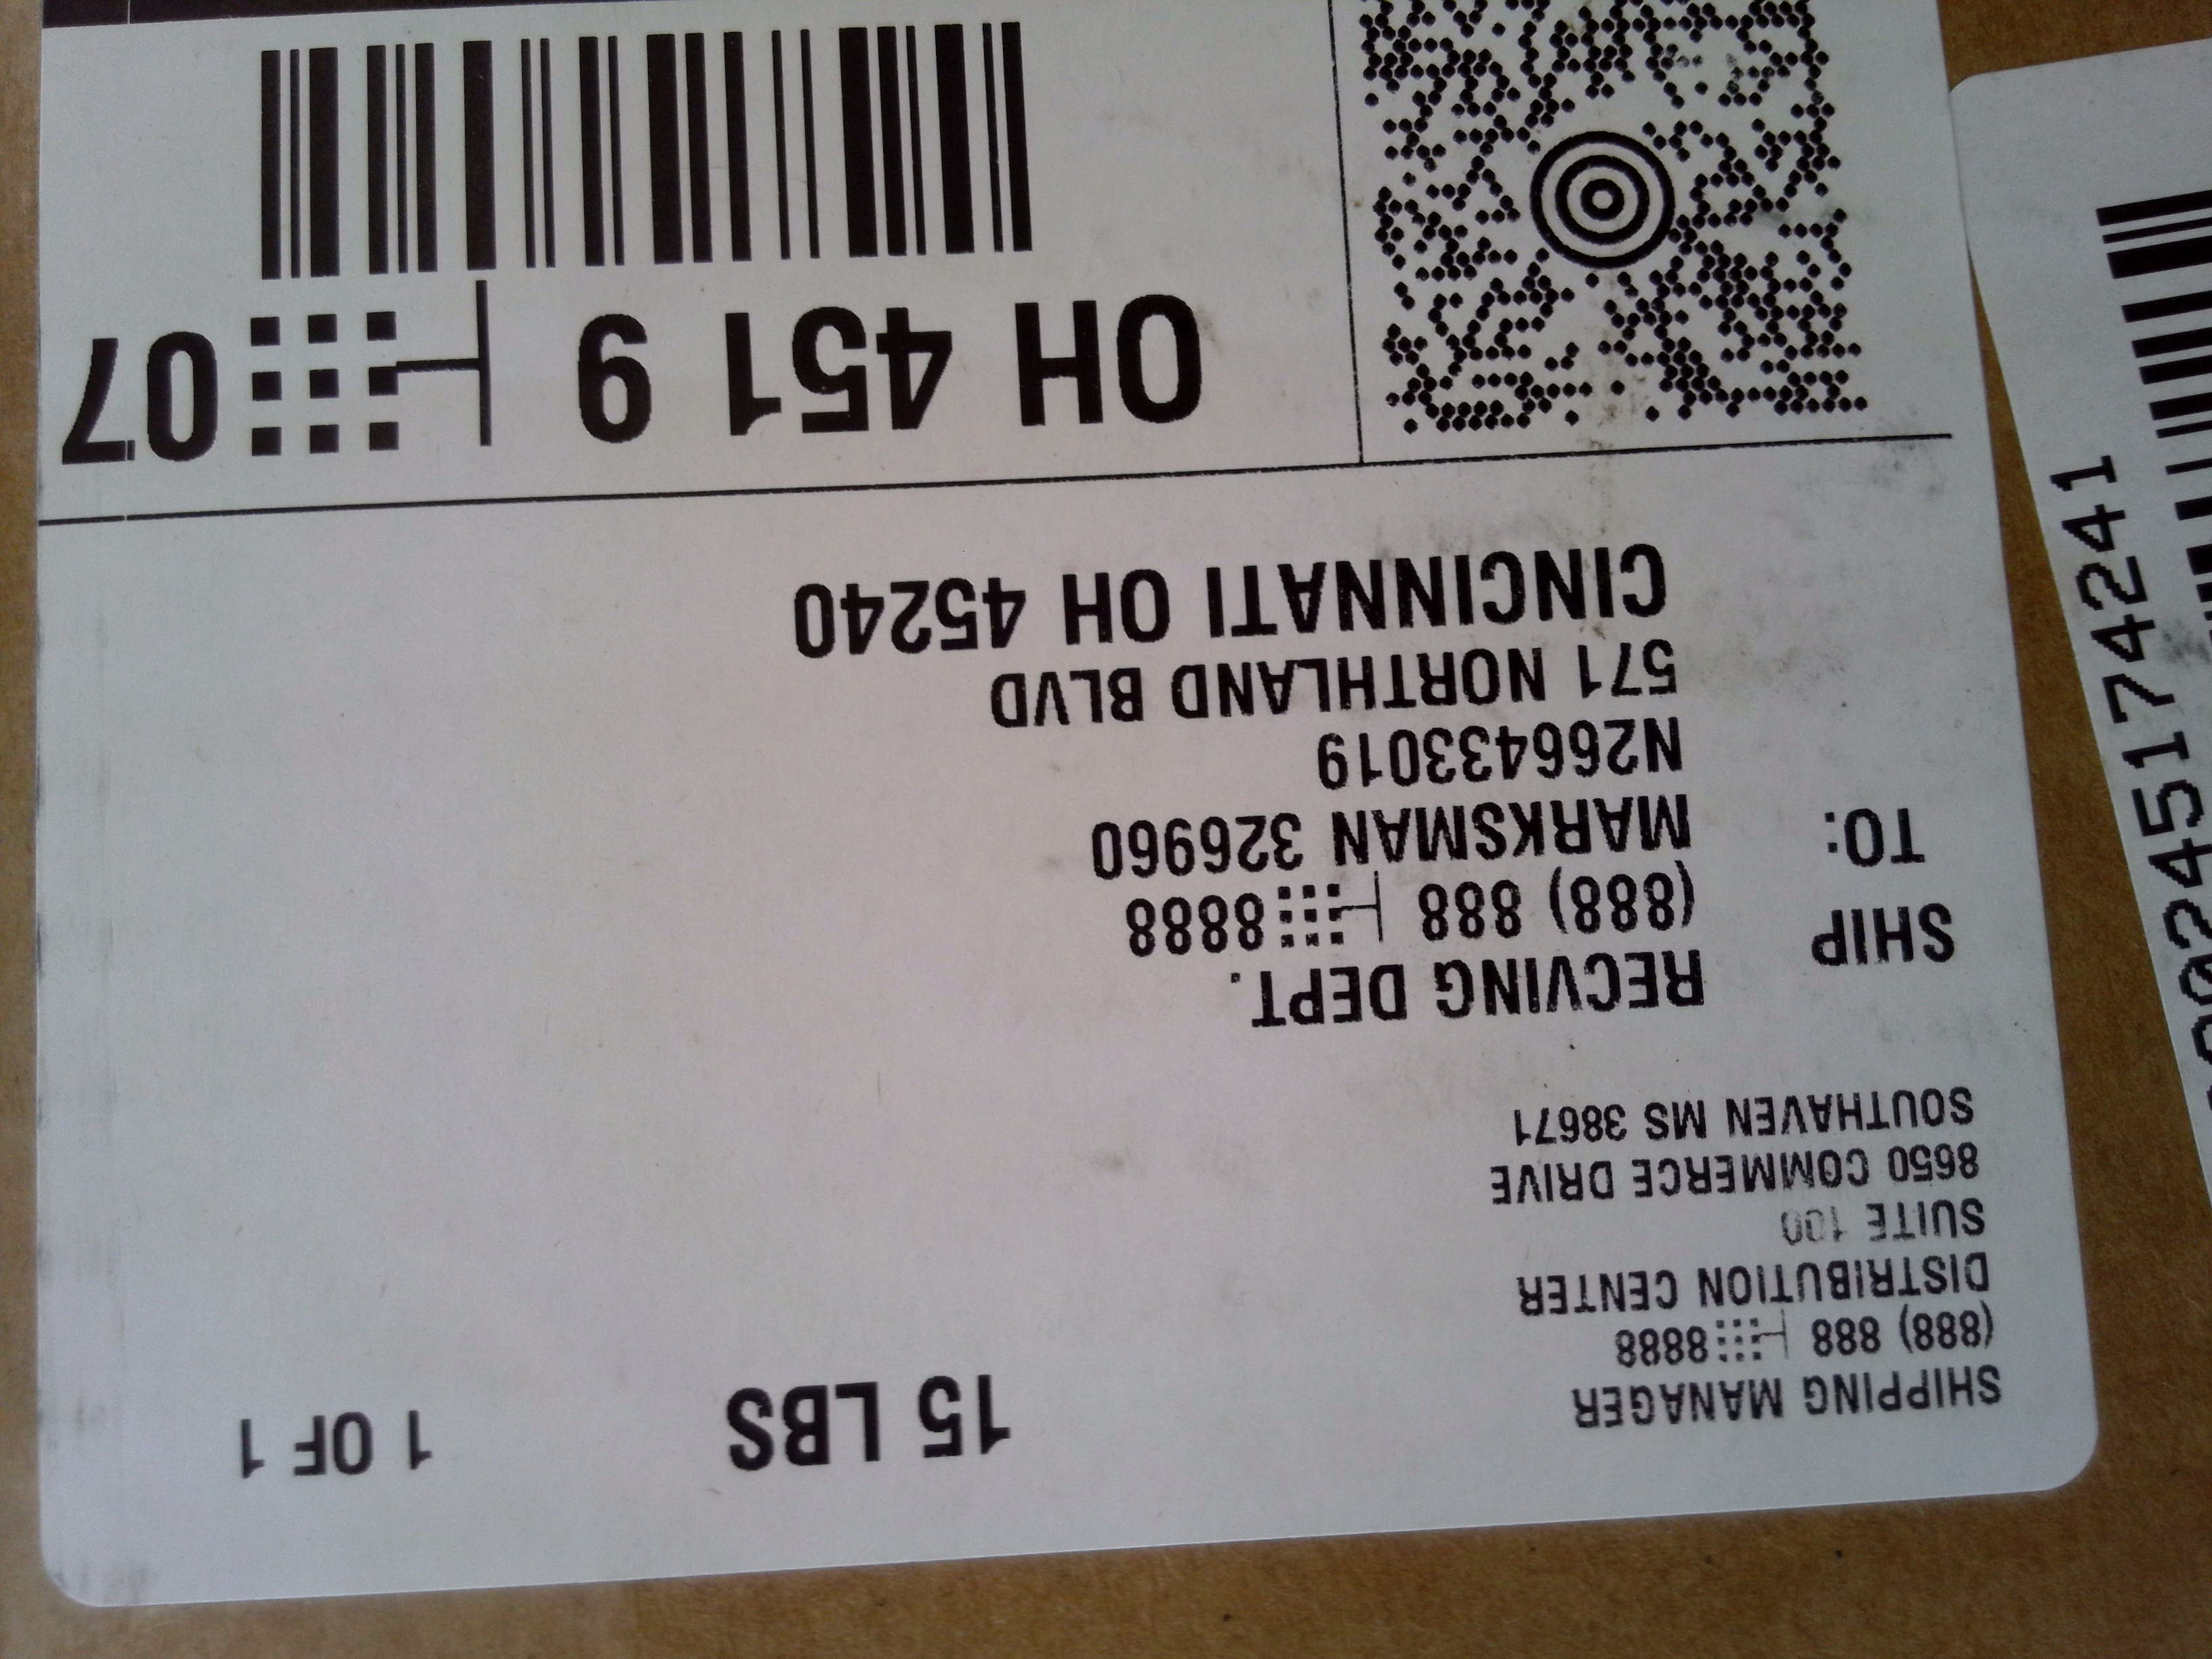 SHIPPING MANAGER
(888) 888 8888
DISTRIBUTION CENTER
SUITE 100
8650 COMMERCE DRIVE
SOUTHAVEN MS 38671
15 LBS
1 OF 1
SHIP
TO:
RECVING DEPT.
(888) 888 8888
MARKSMAN 326960
N266433019
571 NORTHLAND BLVD
CINCINNATI OH 45240
OH 451 9 07
245174241